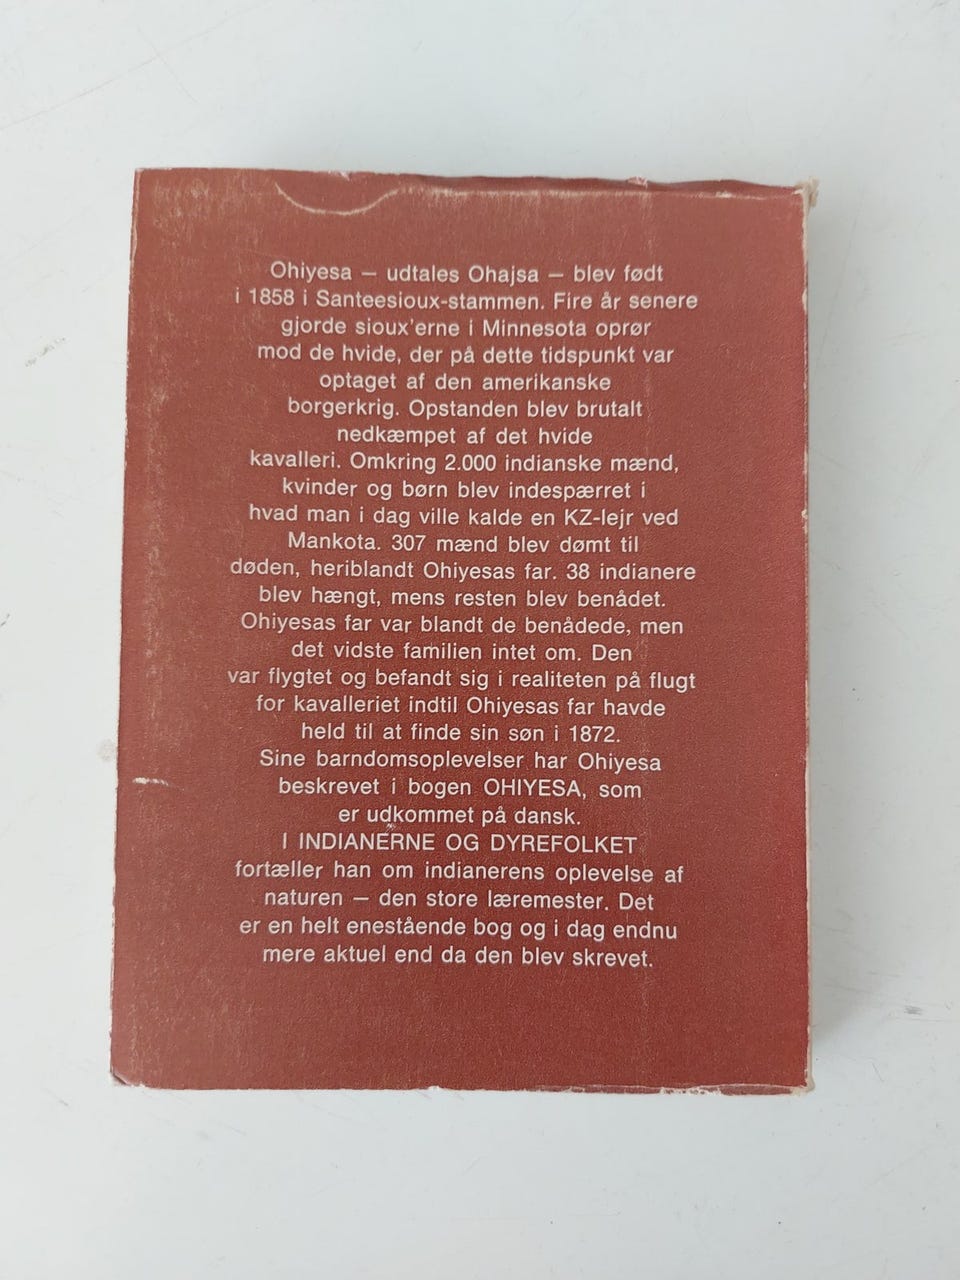 Ohiyesa – udtales Ohajsa – blev født
i 1858 i Santeesioux-stammen. Fire år senere
gjorde sioux'erne i Minnesota oprør
mod de hvide, der på dette tidspunkt var
optaget af den amerikanske
borgerkrig. Opstanden blev brutalt
nedkæmpet af det hvide
kavalleri. Omkring 2.000 indianske mænd,
kvinder og børn blev indespærret i
hvad man i dag ville kalde en KZ-lejr ved
Mankota. 307 mænd blev dømt til
døden, heriblandt Ohiyesas far. 38 indianere
blev hængt, mens resten blev benådet.
Ohiyesas far var blandt de benådede, men
det vidste familien intet om. Den
var flygtet og befandt sig i realiteten på flugt
for kavalleriet indtil Ohiyesas far havde
held til at finde sin søn i 1872.
Sine barndomsoplevelser har Ohiyesa
beskrevet i bogen OHIYESA, som
er udkommet på dansk.
I INDIANERNE OG DYREFOLKET
fortæller han om indianerens oplevelse af
naturen – den store læremester. Det
er en helt enestående bog og i dag endnu
mere aktuel end da den blev skrevet.